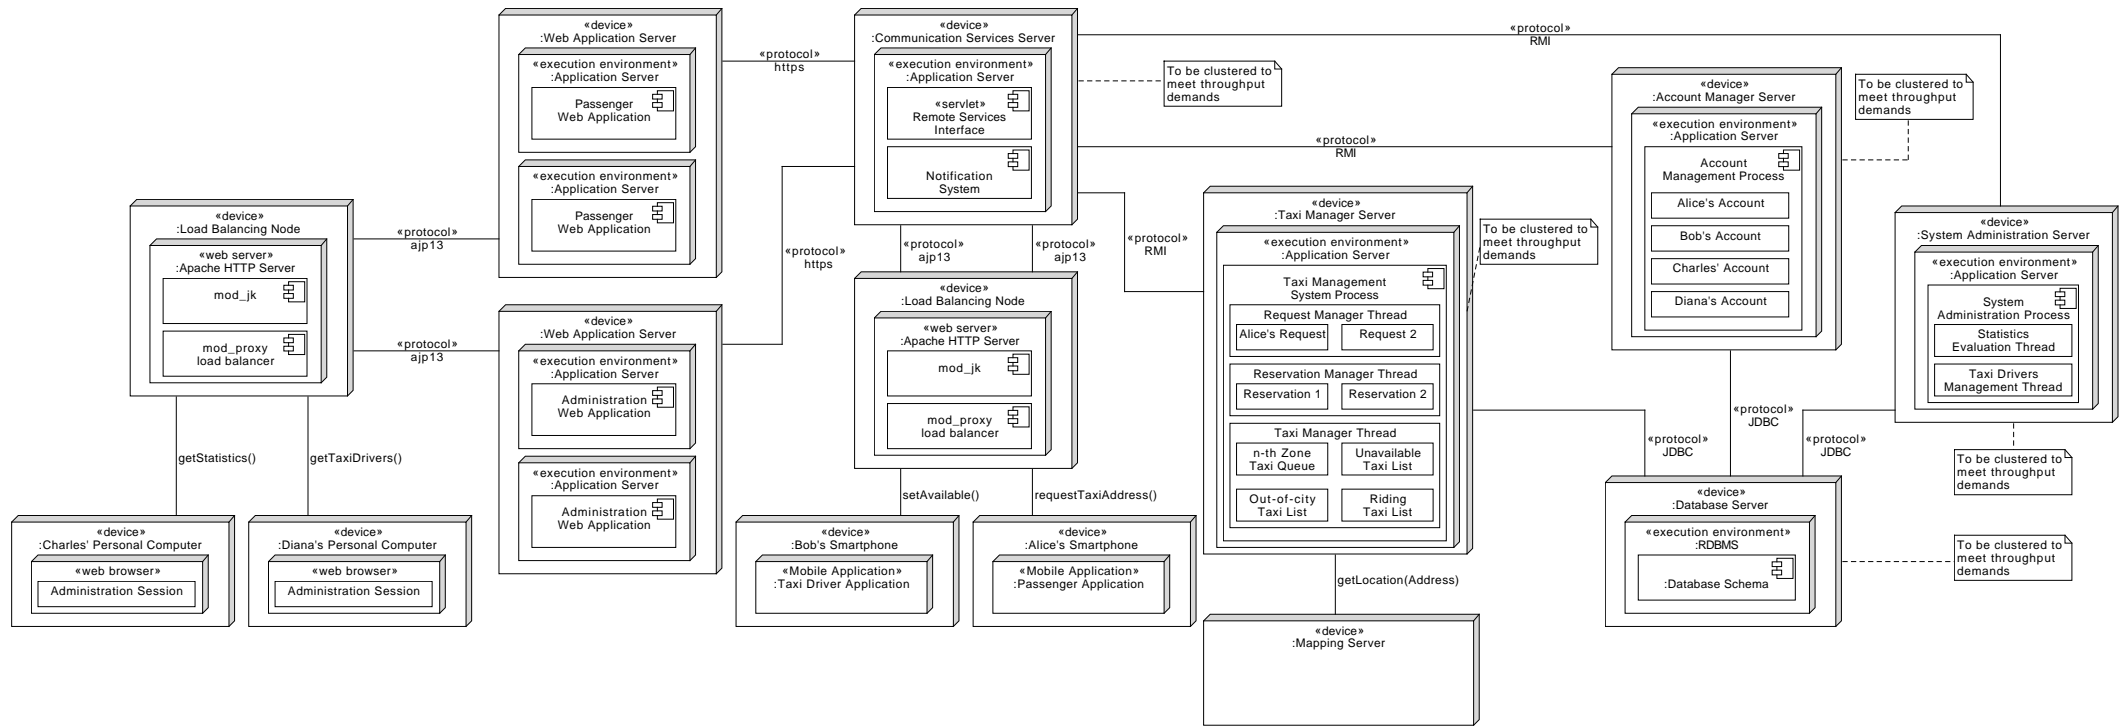 «device»
:Load Balancing Node
«web server»
:Apache HTTP Server
mod_jk
mod_proxy
load balancer
getStatistics()
getTaxiDrivers()
«device»
:Charles' Personal Computer
«web browser»
Administration Session
«device»
:Diana's Personal Computer
«web browser»
Administration Session
«protocol»
ajp13
«protocol»
ajp13
«device»
:Web Application Server
«execution environment»
:Application Server
Passenger
Web Application
«execution environment»
:Application Server
Passenger
Web Application
«device»
:Web Application Server
«execution environment»
:Application Server
Administration
Web Application
«execution environment»
:Application Server
Administration
Web Application
«protocol»
https
«protocol»
https
«device»
:Communication Services Server
«execution environment»
:Application Server
«servlet»
Remote Services
Interface
Notification
System
«protocol»
ajp13
«protocol»
ajp13
«device»
:Load Balancing Node
«web server»
:Apache HTTP Server
mod_jk
mod_proxy
load balancer
setAvailable()
requestTaxiAddress()
«device»
:Bob's Smartphone
«Mobile Application»
:Taxi Driver Application
«device»
:Alice's Smartphone
«Mobile Application»
:Passenger Application
To be clustered to
meet throughput
demands
«protocol»
RMI
«protocol»
RMI
«protocol»
RMI
«device»
:Taxi Manager Server
«execution environment»
:Application Server
Taxi Management
System Process
Request Manager Thread
Alice's Request
Request 2
Reservation Manager Thread
Reservation 1
Reservation 2
Taxi Manager Thread
n-th Zone
Taxi Queue
Unavailable
Taxi List
Out-of-city
Taxi List
Riding
Taxi List
To be clustered to
meet throughput
demands
getLocation(Address)
«device»
:Mapping Server
«device»
:Account Manager Server
«execution environment»
:Application Server
Account
Management Process
Alice's Account
Bob's Account
Charles' Account
Diana's Account
To be clustered to
meet throughput
demands
«device»
:System Administration Server
«execution environment»
:Application Server
System
Administration Process
Statistics
Evaluation Thread
Taxi Drivers
Management Thread
To be clustered to
meet throughput
demands
«protocol»
JDBC
«protocol»
JDBC
«protocol»
JDBC
«device»
:Database Server
«execution environment»
:RDBMS
:Database Schema
To be clustered to
meet throughput
demands